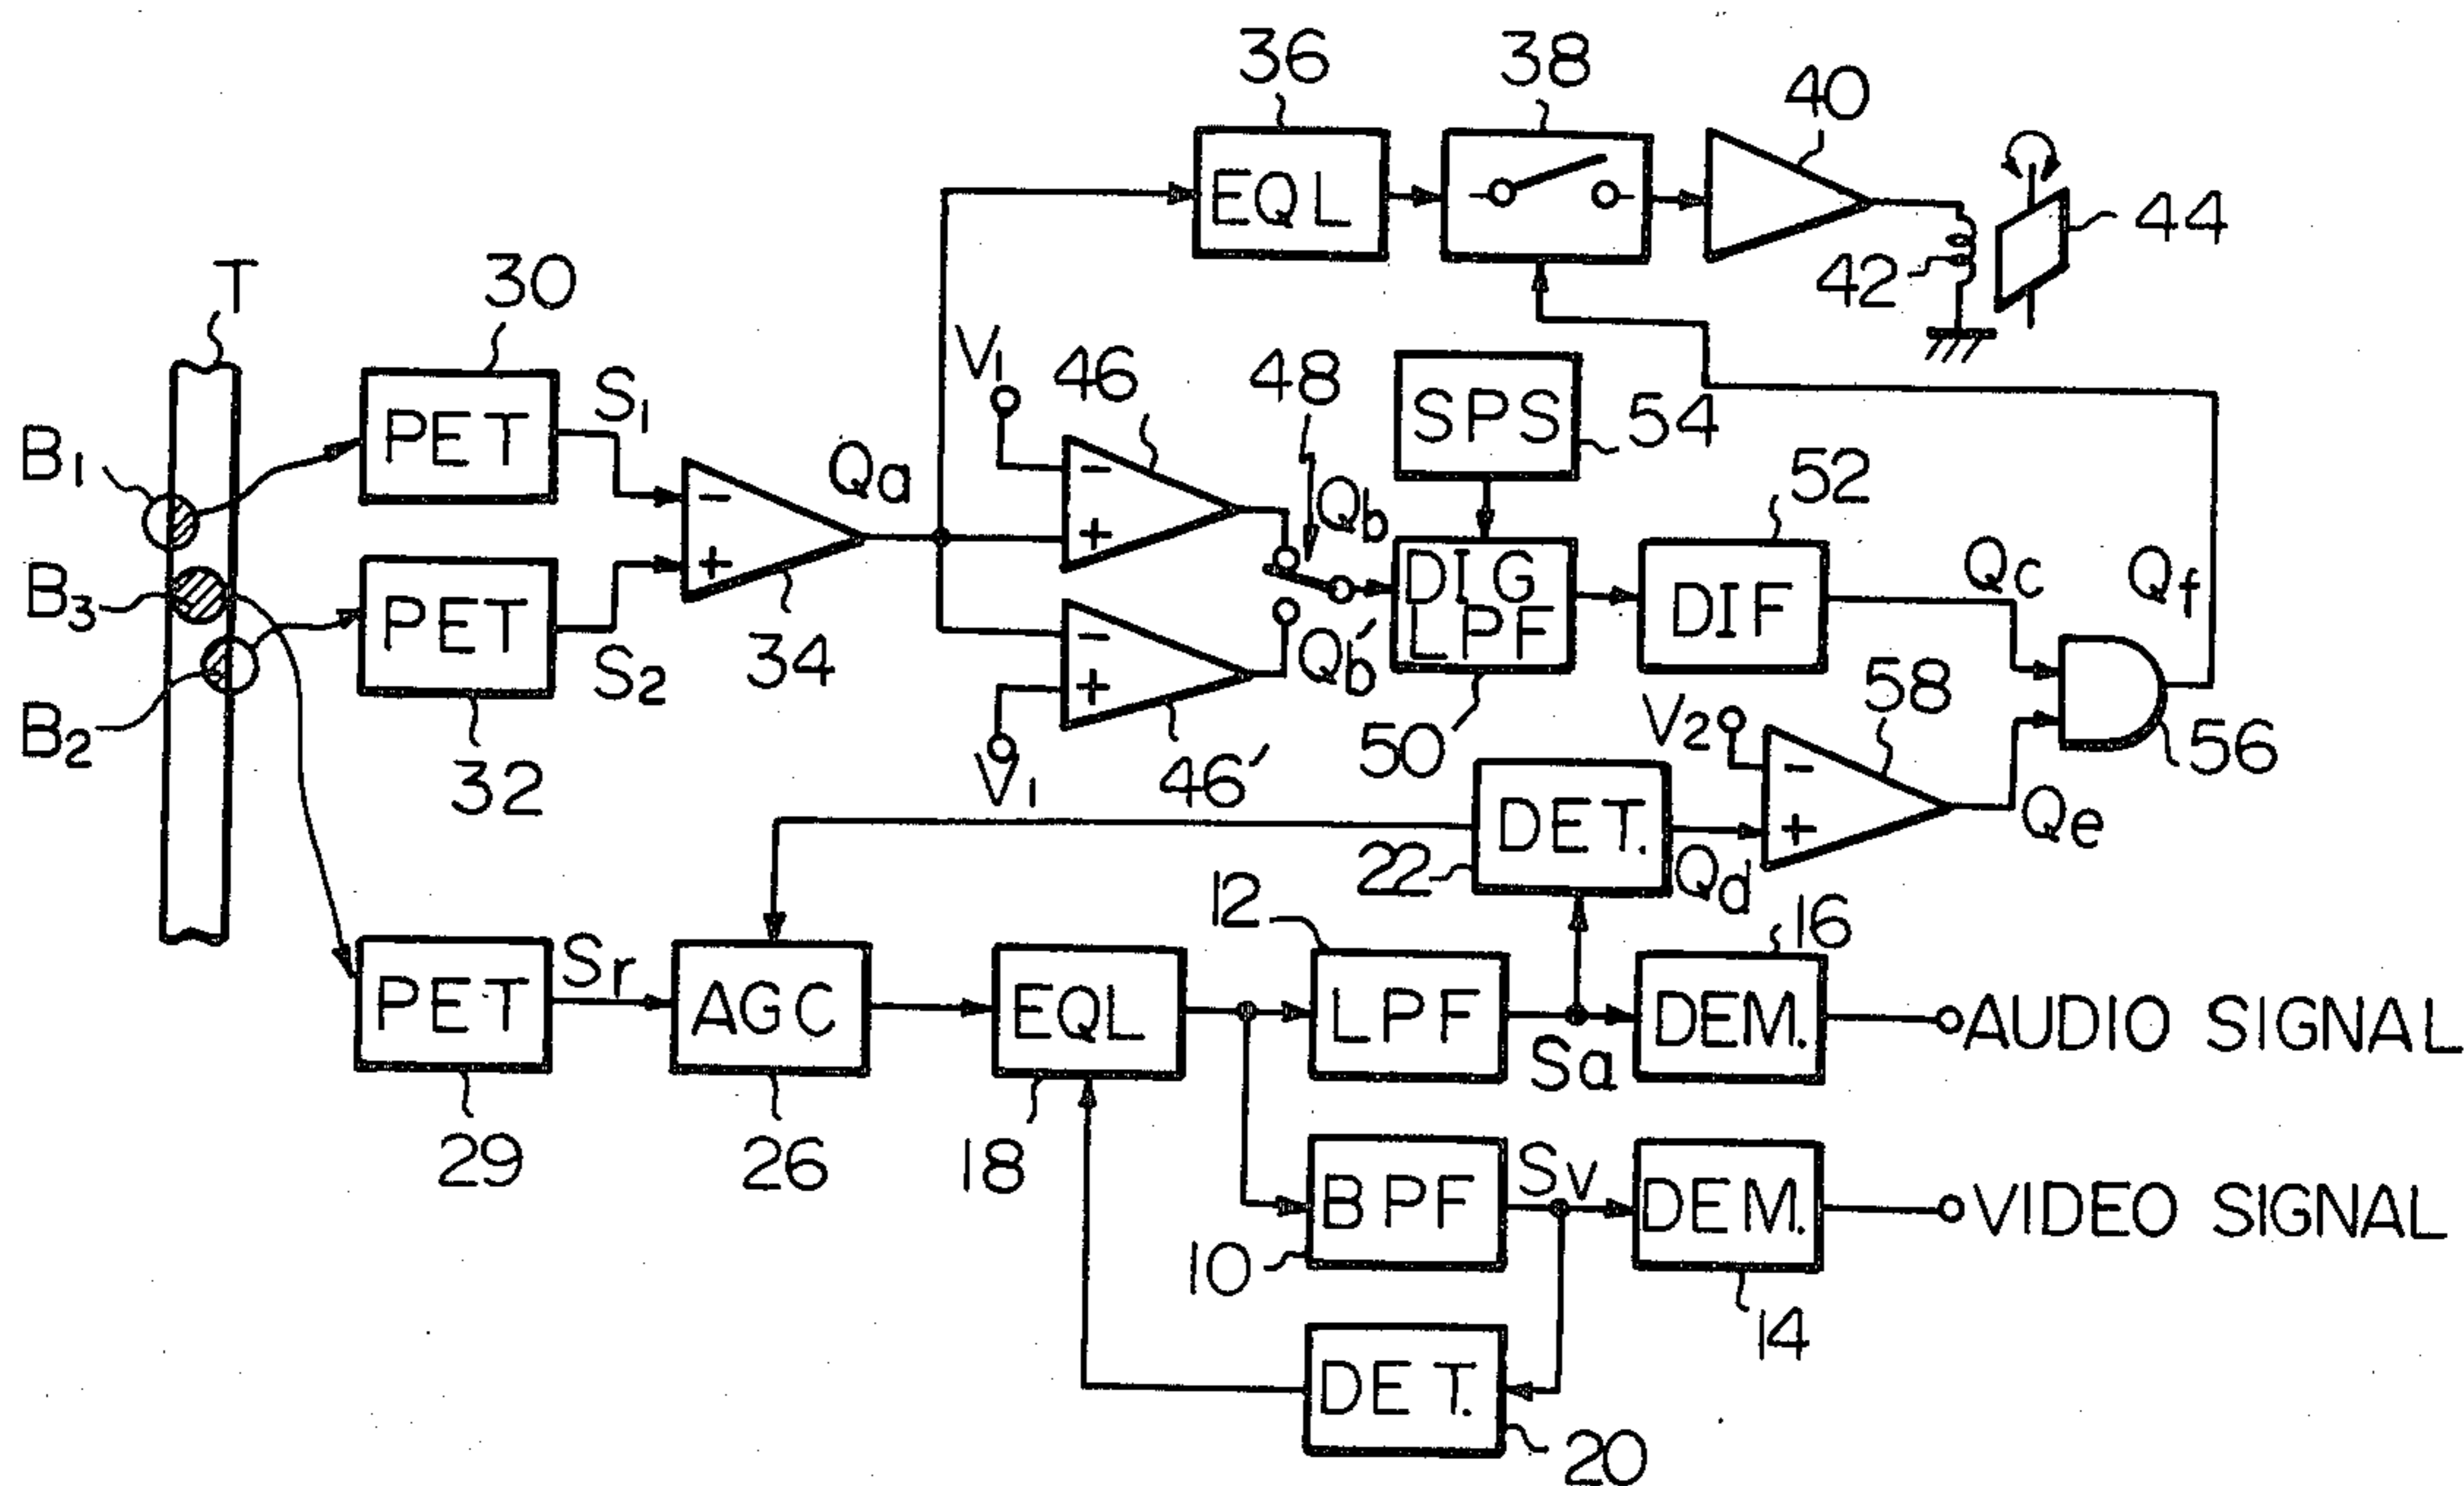 36
38
40
EQL
44
42
T
30
V1
46
48
SPS
54
PET
S1
B1
Qa
Qb
52
DIG
LPF
DIF
Qc
Qf
B3
PET
S2
34
Qb'
B2
32
V1
46'
50
V2
58
56
DET.
22
Qd
Qe
12
16
PET
Sr
AGC
EQL
LPF
Sa
DEM.
AUDIO SIGNAL
29
26
18
BPF
Sv
DEM.
VIDEO SIGNAL
10
14
DET.
20
- + - + - + - +